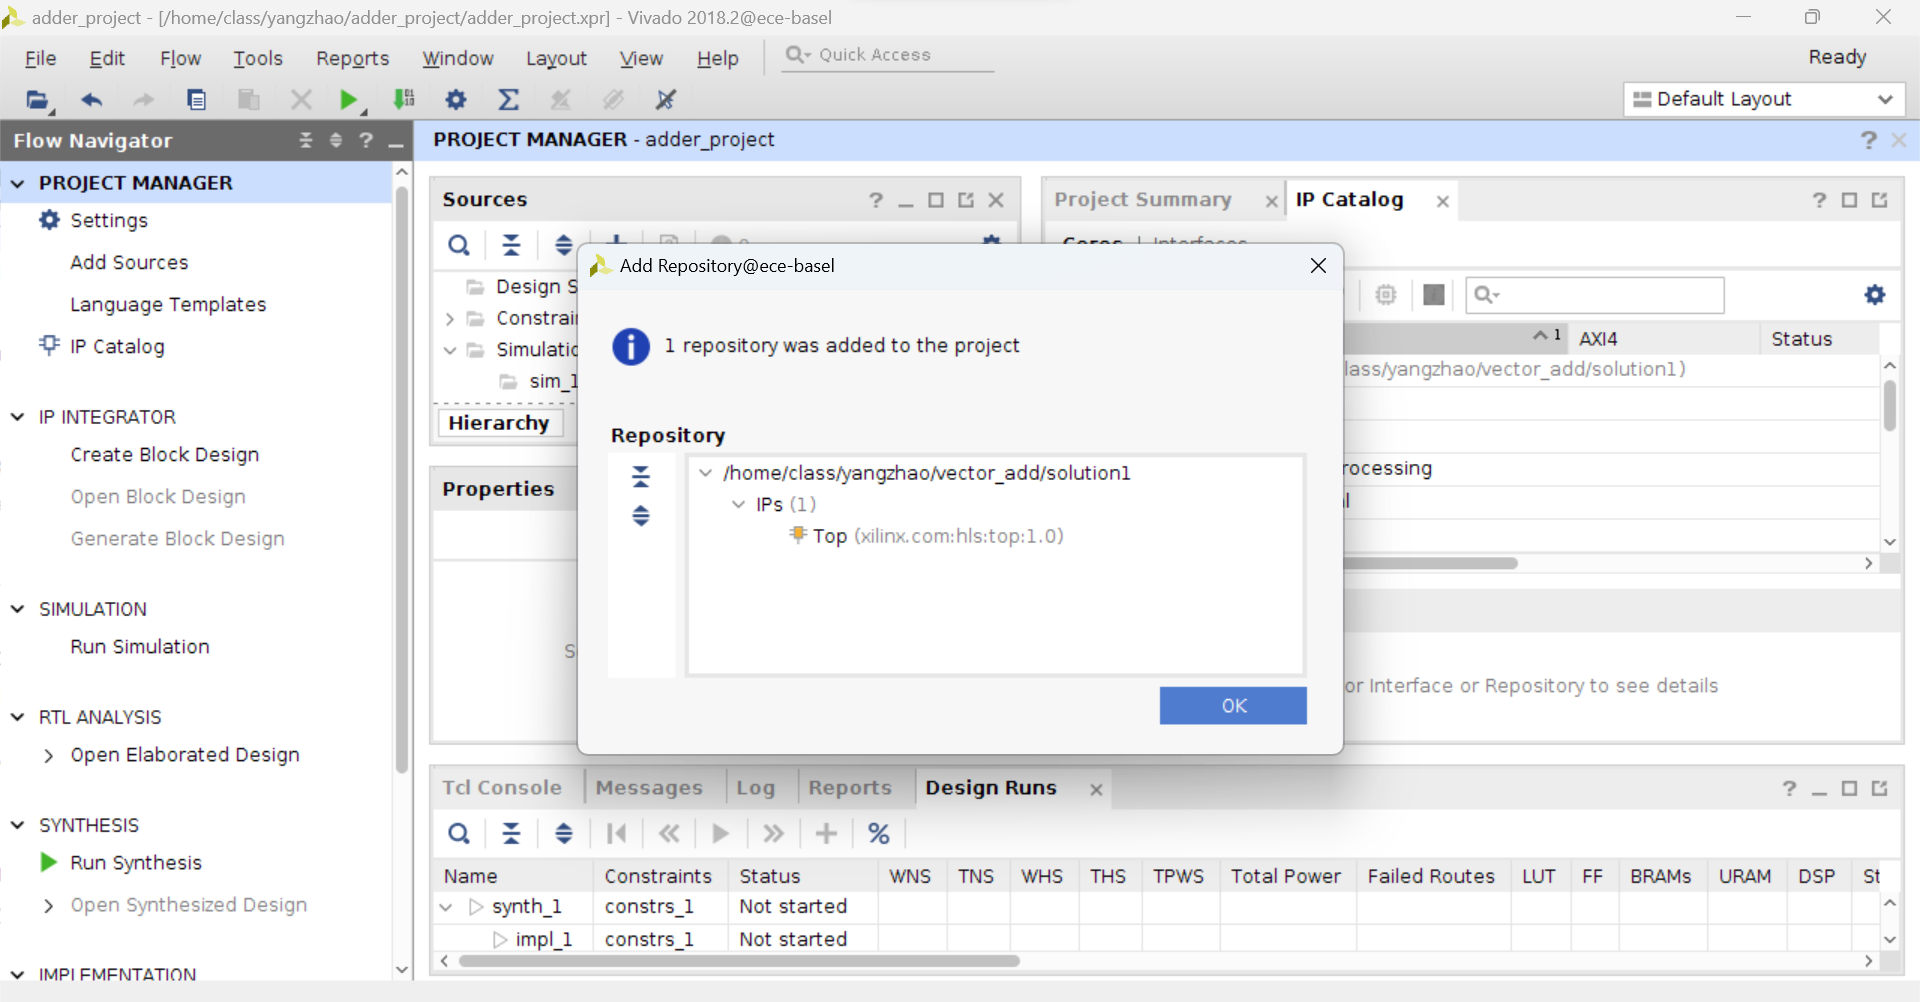 adder_project - [/home/class/yangzhao/adder_project/adder_project.xpr] - Vivado 2018.2@ece-basel
File Edit Flow Tools Reports Window Layout View Help Quick Access Ready
Default Layout
Flow Navigator
PROJECT MANAGER
Settings
Add Sources
Language Templates
IP Catalog
IP INTEGRATOR
Create Block Design
Open Block Design
Generate Block Design
SIMULATION
Run Simulation
RTL ANALYSIS
Open Elaborated Design
SYNTHESIS
Run Synthesis
Open Synthesized Design
IMPLEMENTATION
PROJECT MANAGER - adder_project
Sources
Design S
Constrain
Simulatio
sim_1
Hierarchy
Properties
S
Project Summary IP Catalog
Cores | Interfaces
1 AXI4 Status
lass/yangzhao/vector_add/solution1)
rocessing
l
or Interface or Repository to see details
Add Repository@ece-basel
1 repository was added to the project
Repository
/home/class/yangzhao/vector_add/solution1
IPs (1)
Top (xilinx.com:hls:top:1.0)
OK
Tcl Console Messages Log Reports Design Runs
Name Constraints Status WNS TNS WHS THS TPWS Total Power Failed Routes LUT FF BRAMs URAM DSP St
synth_1 constrs_1 Not started
impl_1 constrs_1 Not started